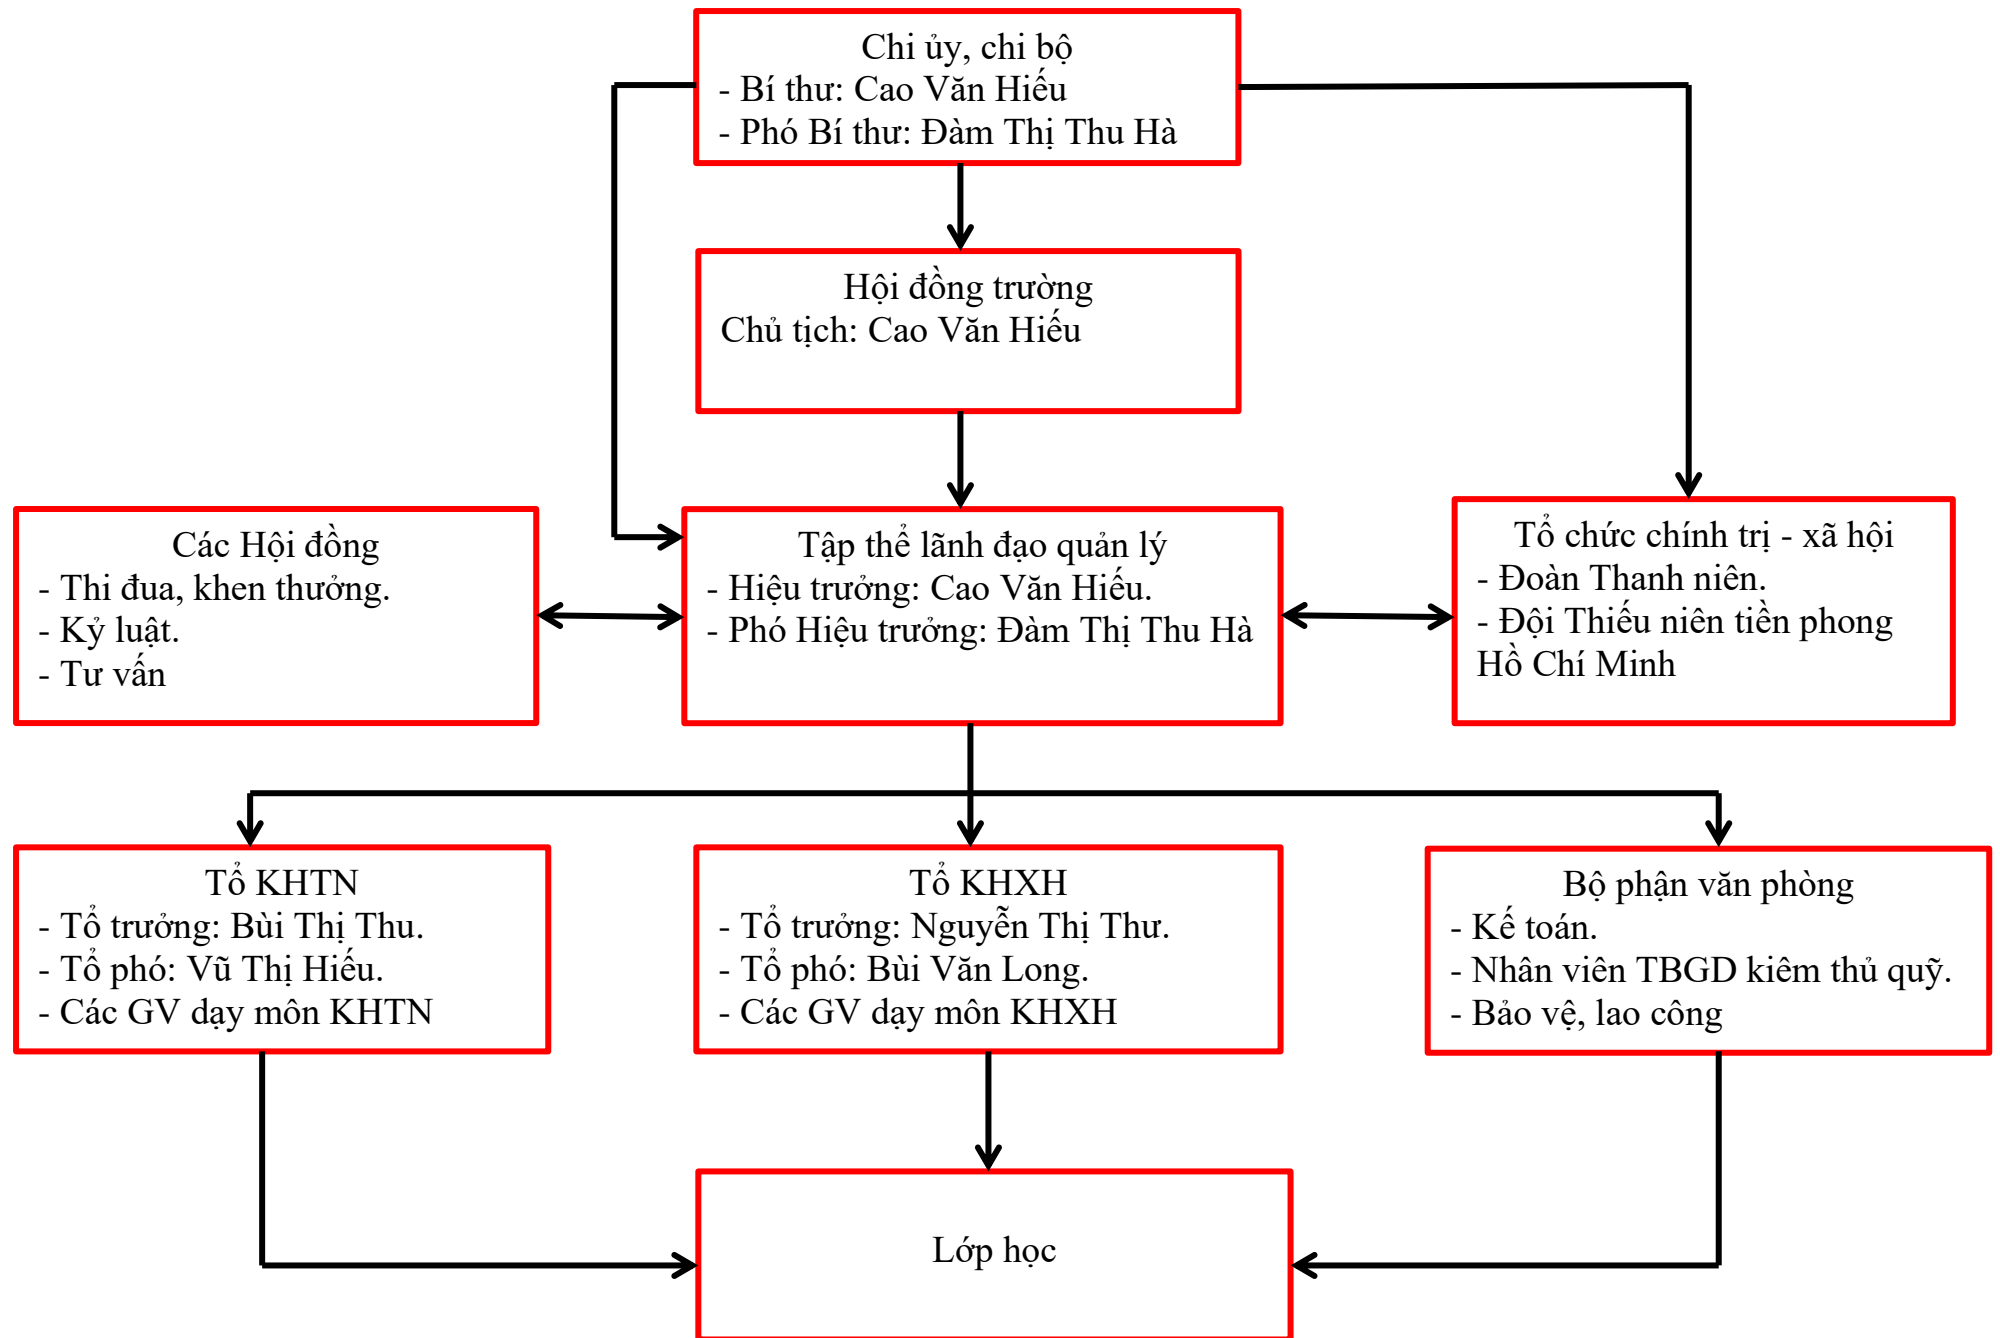 Chi ủy, chi bộ
- Bí thư: Cao Văn Hiếu
- Phó Bí thư: Đàm Thị Thu Hà
Hội đồng trường
Chủ tịch: Cao Văn Hiếu
Các Hội đồng
- Thi đua, khen thưởng.
- Kỷ luật.
- Tư vấn
Tập thể lãnh đạo quản lý
- Hiệu trưởng: Cao Văn Hiếu.
- Phó Hiệu trưởng: Đàm Thị Thu Hà
Tổ chức chính trị - xã hội
- Đoàn Thanh niên.
- Đội Thiếu niên tiền phong
Hồ Chí Minh
Tổ KHTN
- Tổ trưởng: Bùi Thị Thu.
- Tổ phó: Vũ Thị Hiếu.
- Các GV dạy môn KHTN
Tổ KHXH
- Tổ trưởng: Nguyễn Thị Thư.
- Tổ phó: Bùi Văn Long.
- Các GV dạy môn KHXH
Bộ phận văn phòng
- Kế toán.
- Nhân viên TBGD kiêm thủ quỹ.
- Bảo vệ, lao công
Lớp học